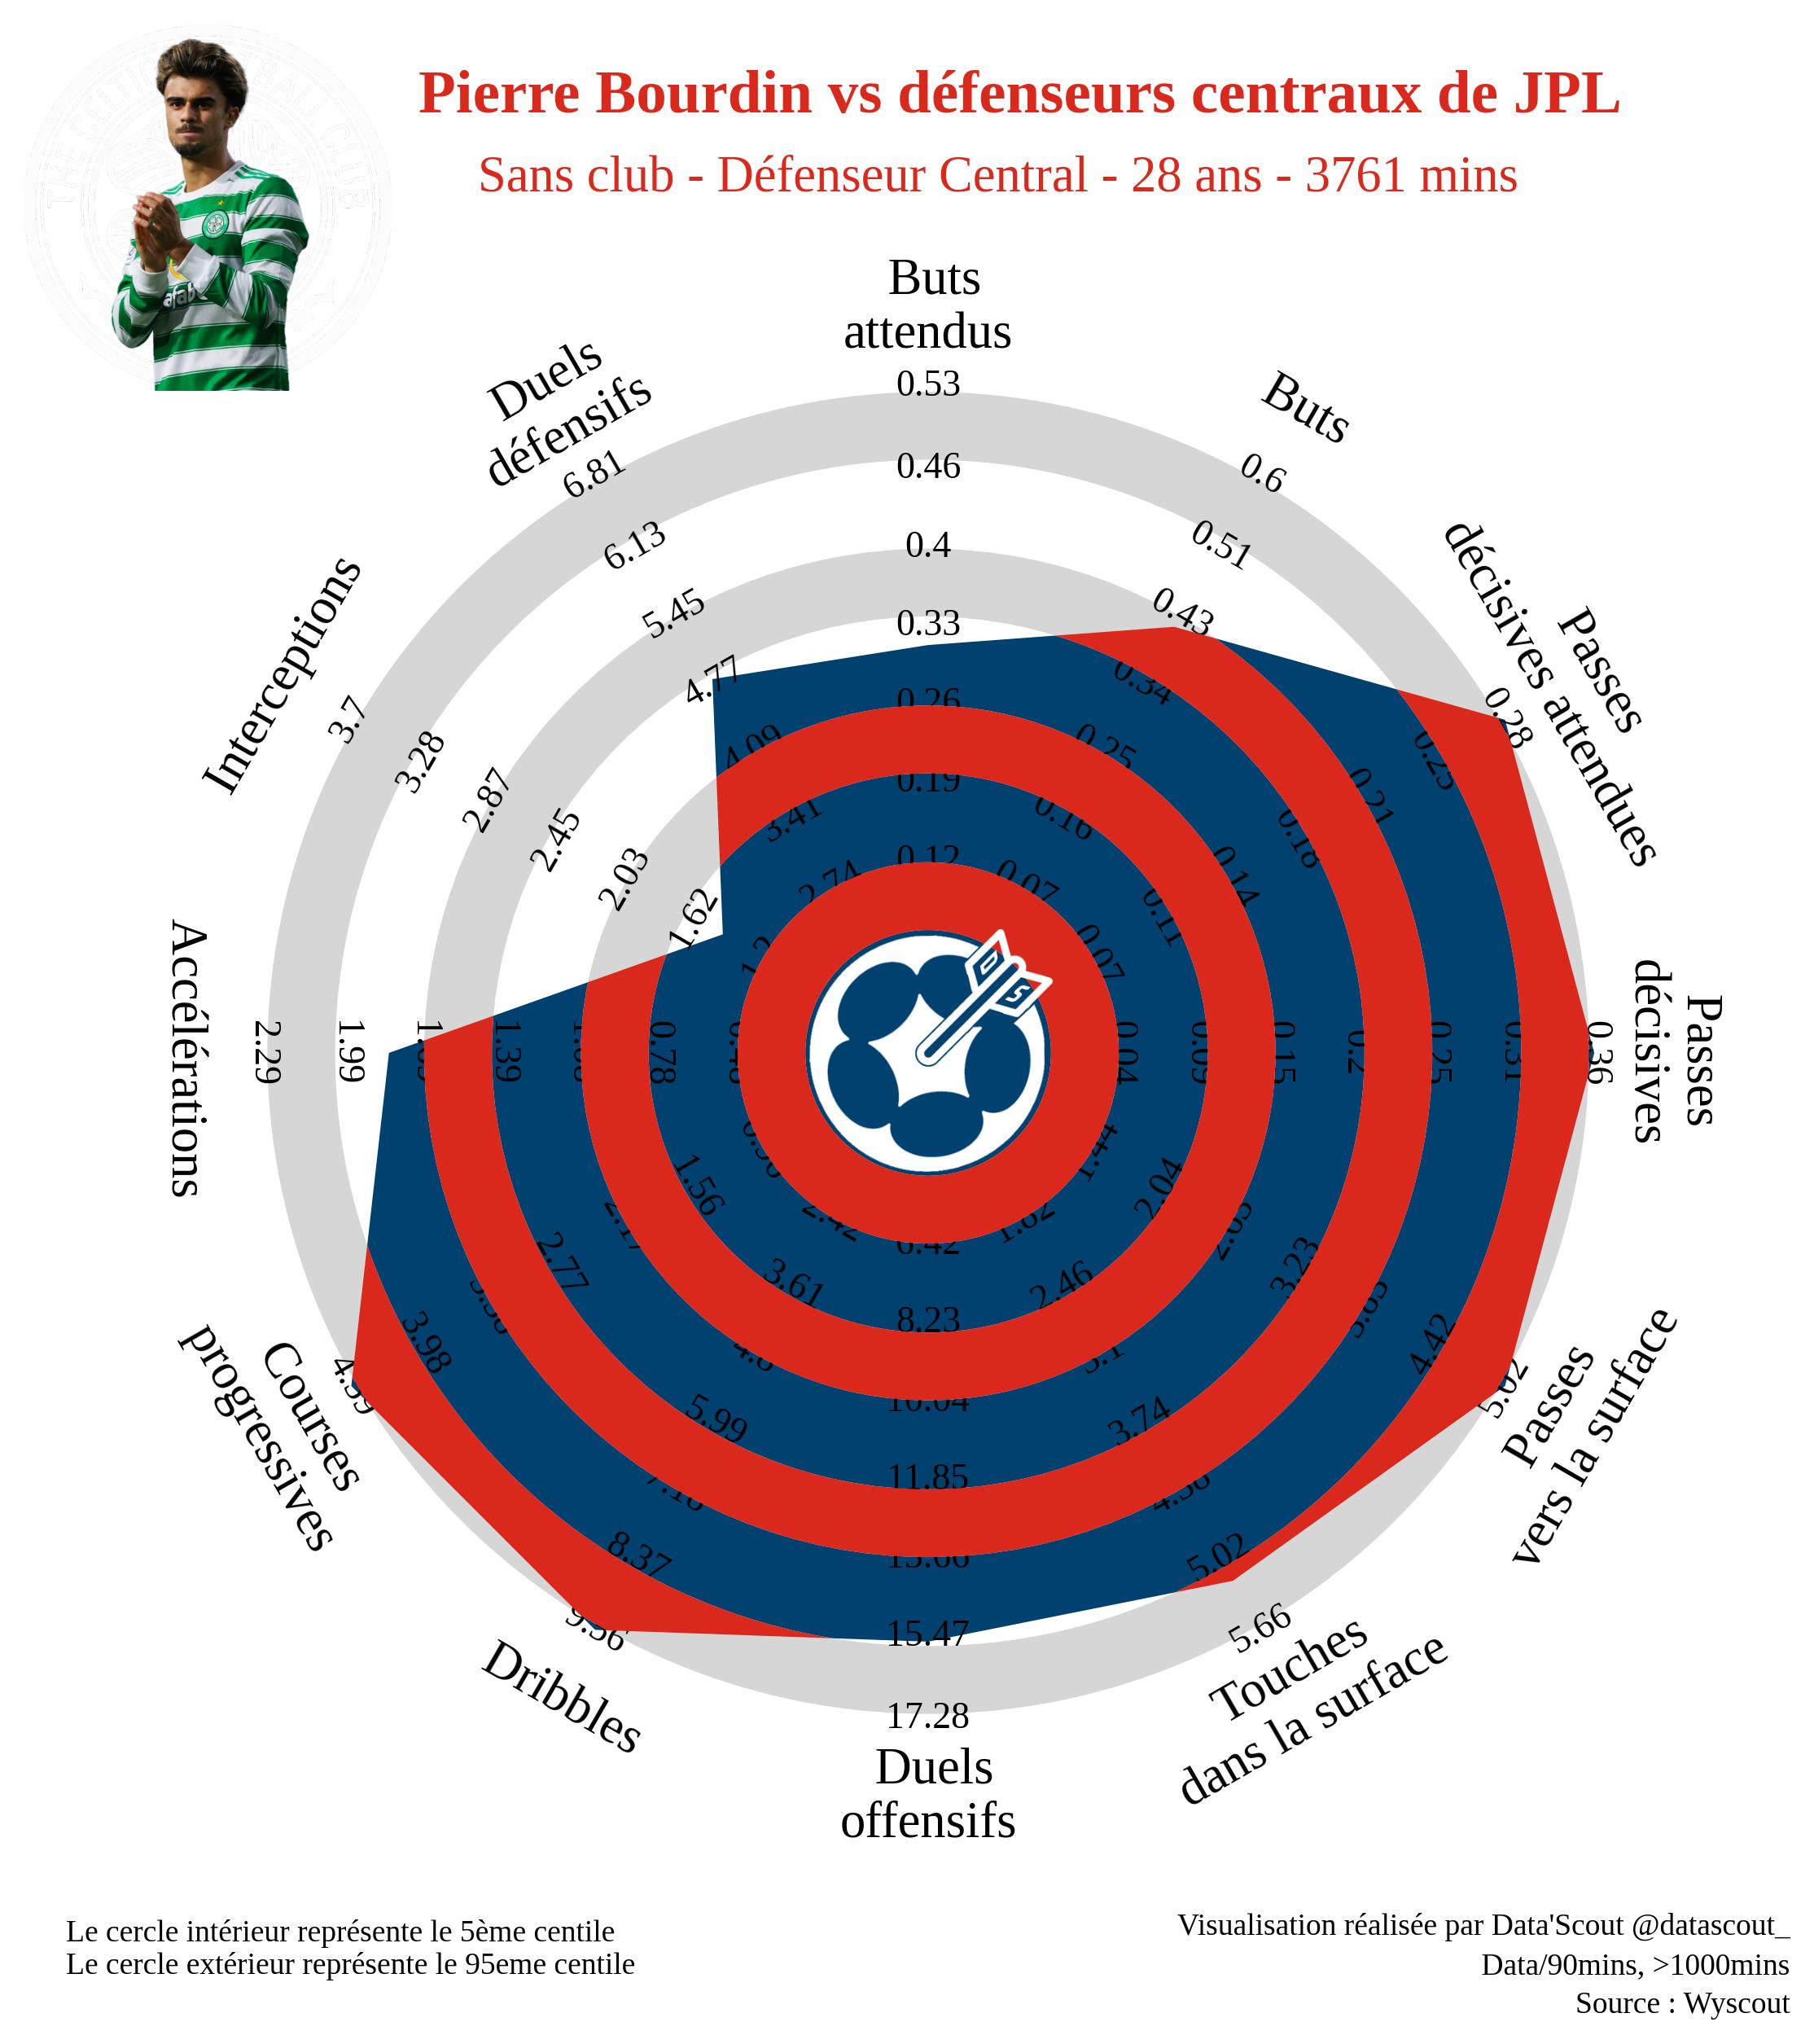 Pierre Bourdin vs défenseurs centraux de JPL
Sans club - Défenseur Central - 28 ans - 3761 mins
THE CELTIC FOOTBALL CLUB
Buts
attendus
0.53
0.46
0.4
0.33
0.26
0.19
0.12
Buts
0.6
0.51
0.43
0.34
0.25
0.16
0.07
Passes
décisives attendues
0.28
0.25
0.21
0.18
0.14
0.11
0.07
Passes
décisives
0.36
0.31
0.25
0.2
0.15
0.09
0.04
Passes
vers la surface
5.02
4.42
3.83
3.23
2.63
2.04
1.44
Touches
dans la surface
5.66
5.02
4.38
3.74
3.1
2.46
1.82
Duels
offensifs
17.28
15.47
13.66
11.85
10.04
8.23
6.42
Dribbles
9.56
8.37
7.18
5.99
4.8
3.61
2.42
Courses
progressives
3.98
2.77
2.17
1.56
Accélérations
2.29
1.99
1.39
0.78
0.48
Interceptions
3.7
3.28
2.87
2.45
2.03
1.62
1.2
Duels
défensifs
6.81
6.13
5.45
4.77
4.09
3.41
2.74
D
S
Le cercle intérieur représente le 5ème centile
Le cercle extérieur représente le 95eme centile
Visualisation réalisée par Data'Scout @datascout_
Data/90mins, >1000mins
Source : Wyscout